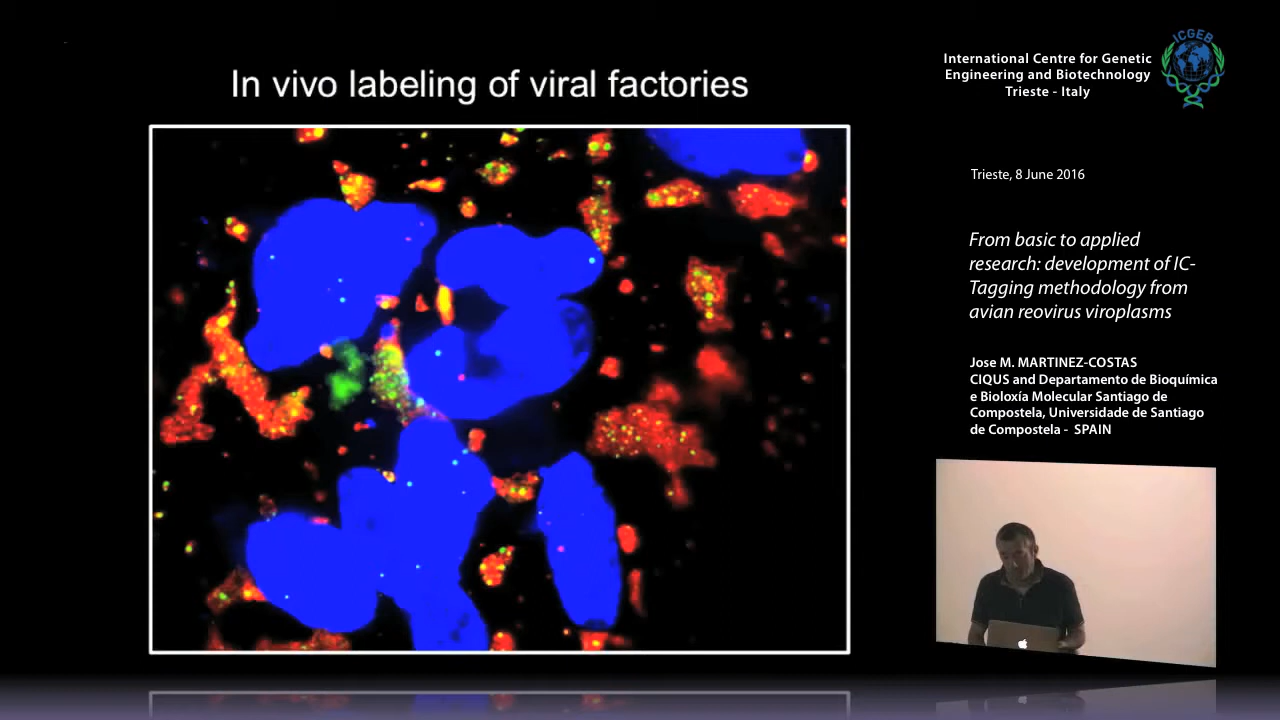 In vivo labeling of viral factories
International Centre for Genetic
Engineering and Biotechnology
Trieste - Italy
ICGEB
Trieste, 8 June 2016
From basic to applied
research: development of IC-
Tagging methodology from
avian reovirus viroplasms
Jose M. MARTINEZ-COSTAS
CIQUS and Departamento de Bioquímica
e Bioloxía Molecular Santiago de
Compostela, Universidade de Santiago
de Compostela - SPAIN